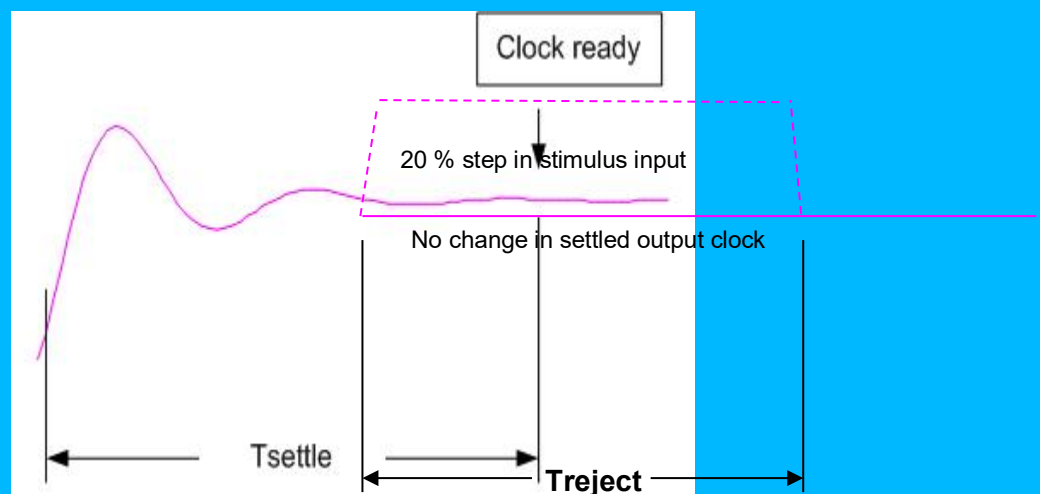 Clock ready
20 % step in stimulus input
No change in settled output clock
Tsettle
Treject